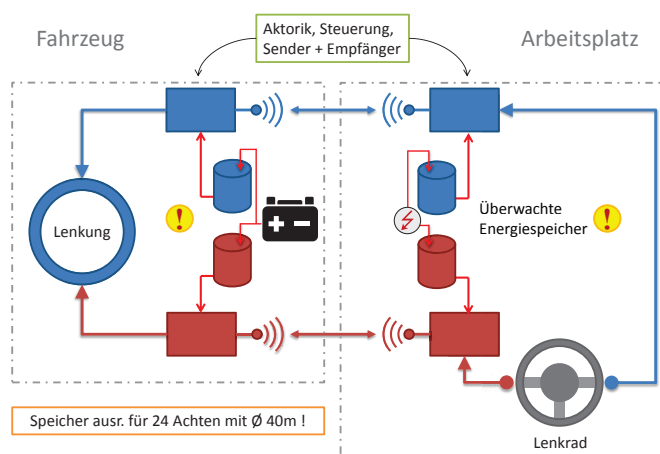 Fahrzeug
Aktorik, Steuerung,
Sender + Empfänger
Arbeitsplatz
Lenkung
!
Überwachte
Energiespeicher
!
Speicher ausr. für 24 Achten mit Ø 40m !
Lenkrad